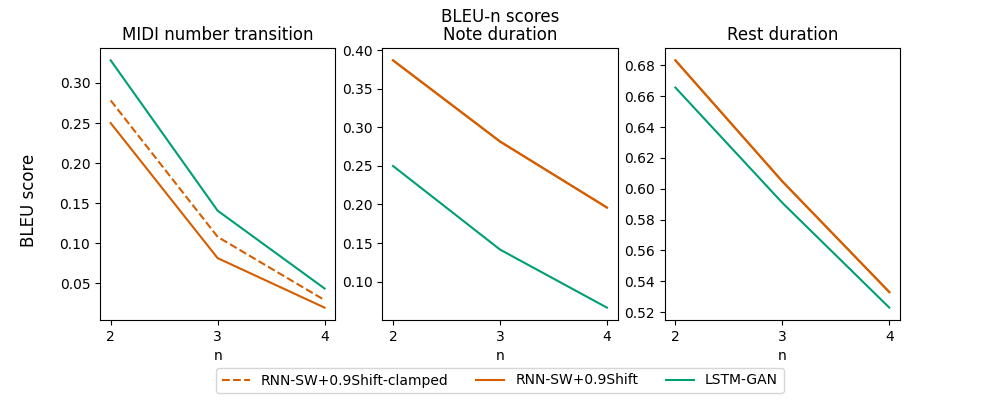 BLEU-n scores
MIDI number transition
Note duration
Rest duration
BLEU score
0.30
0.25
0.20
0.15
0.10
0.05
2 3 4
n
0.40
0.35
0.30
0.25
0.20
0.15
0.10
2 3 4
n
0.68
0.66
0.64
0.62
0.60
0.58
0.56
0.54
0.52
2 3 4
n
RNN-SW+0.9Shift-clamped RNN-SW+0.9Shift LSTM-GAN